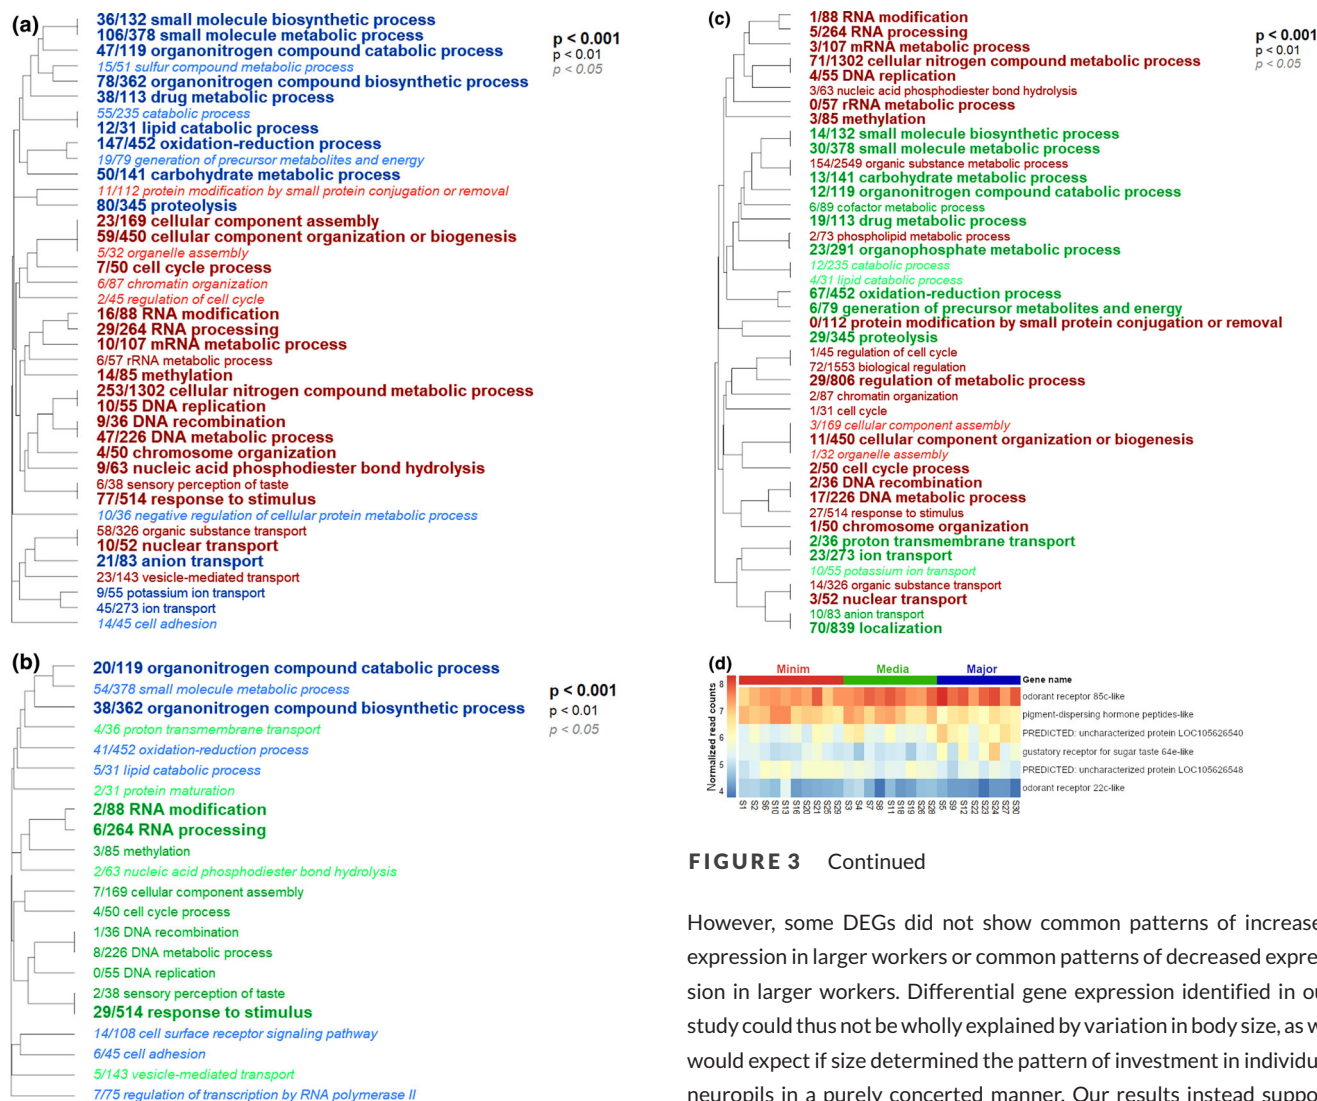 (a)
36/132 small molecule biosynthetic process
106/378 small molecule metabolic process
47/119 organonitrogen compound catabolic process
15/51 sulfur compound metabolic process
78/362 organonitrogen compound biosynthetic process
38/113 drug metabolic process
55/235 catabolic process
12/31 lipid catabolic process
147/452 oxidation-reduction process
19/79 generation of precursor metabolites and energy
50/141 carbohydrate metabolic process
11/112 protein modification by small protein conjugation or removal
80/345 proteolysis
23/169 cellular component assembly
59/450 cellular component organization or biogenesis
5/32 organelle assembly
7/50 cell cycle process
6/87 chromatin organization
2/45 regulation of cell cycle
16/88 RNA modification
29/264 RNA processing
10/107 mRNA metabolic process
6/57 rRNA metabolic process
14/85 methylation
253/1302 cellular nitrogen compound metabolic process
10/55 DNA replication
9/36 DNA recombination
47/226 DNA metabolic process
4/50 chromosome organization
9/63 nucleic acid phosphodiester bond hydrolysis
6/38 sensory perception of taste
77/514 response to stimulus
10/36 negative regulation of cellular protein metabolic process
58/326 organic substance transport
10/52 nuclear transport
21/83 anion transport
23/143 vesicle-mediated transport
9/55 potassium ion transport
45/273 ion transport
14/45 cell adhesion
p < 0.001
p < 0.01
p < 0.05
(b)
20/119 organonitrogen compound catabolic process
54/378 small molecule metabolic process
38/362 organonitrogen compound biosynthetic process
4/36 proton transmembrane transport
41/452 oxidation-reduction process
5/31 lipid catabolic process
2/31 protein maturation
2/88 RNA modification
6/264 RNA processing
3/85 methylation
2/63 nucleic acid phosphodiester bond hydrolysis
7/169 cellular component assembly
4/50 cell cycle process
1/36 DNA recombination
8/226 DNA metabolic process
0/55 DNA replication
2/38 sensory perception of taste
29/514 response to stimulus
14/108 cell surface receptor signaling pathway
6/45 cell adhesion
5/143 vesicle-mediated transport
7/75 regulation of transcription by RNA polymerase II
p < 0.001
p < 0.01
p < 0.05
(c)
1/88 RNA modification
5/264 RNA processing
3/107 mRNA metabolic process
71/1302 cellular nitrogen compound metabolic process
4/55 DNA replication
3/63 nucleic acid phosphodiester bond hydrolysis
0/57 rRNA metabolic process
3/85 methylation
14/132 small molecule biosynthetic process
30/378 small molecule metabolic process
154/2549 organic substance metabolic process
13/141 carbohydrate metabolic process
12/119 organonitrogen compound catabolic process
6/89 cofactor metabolic process
19/113 drug metabolic process
2/73 phospholipid metabolic process
23/291 organophosphate metabolic process
12/235 catabolic process
4/31 lipid catabolic process
67/452 oxidation-reduction process
6/79 generation of precursor metabolites and energy
0/112 protein modification by small protein conjugation or removal
29/345 proteolysis
1/45 regulation of cell cycle
72/1553 biological regulation
29/806 regulation of metabolic process
2/87 chromatin organization
1/31 cell cycle
3/169 cellular component assembly
11/450 cellular component organization or biogenesis
1/32 organelle assembly
2/50 cell cycle process
2/36 DNA recombination
17/226 DNA metabolic process
27/514 response to stimulus
1/50 chromosome organization
2/36 proton transmembrane transport
23/273 ion transport
10/55 potassium ion transport
14/326 organic substance transport
3/52 nuclear transport
10/83 anion transport
70/839 localization
p < 0.001
p < 0.01
p < 0.05
(d)
Minim Media Major
Gene name
Normalized read counts
8
7
6
5
4
odorant receptor 85c-like
pigment-dispersing hormone peptides-like
PREDICTED: uncharacterized protein LOC105626540
gustatory receptor for sugar taste 64e-like
PREDICTED: uncharacterized protein LOC105626548
odorant receptor 22c-like
S1 S2 S6 S10 S13 S16 S20 S21 S25 S29 S3 S4 S7 S8 S11 S18 S19 S26 S28 S5 S9 S12 S22 S23 S24 S27 S30
FIGURE 3 Continued
However, some DEGs did not show common patterns of increase
expression in larger workers or common patterns of decreased expre-
sion in larger workers. Differential gene expression identified in ou
study could thus not be wholly explained by variation in body size, as w
would expect if size determined the pattern of investment in individu
neuropils in a purely concerted manner. Our results instead suppo